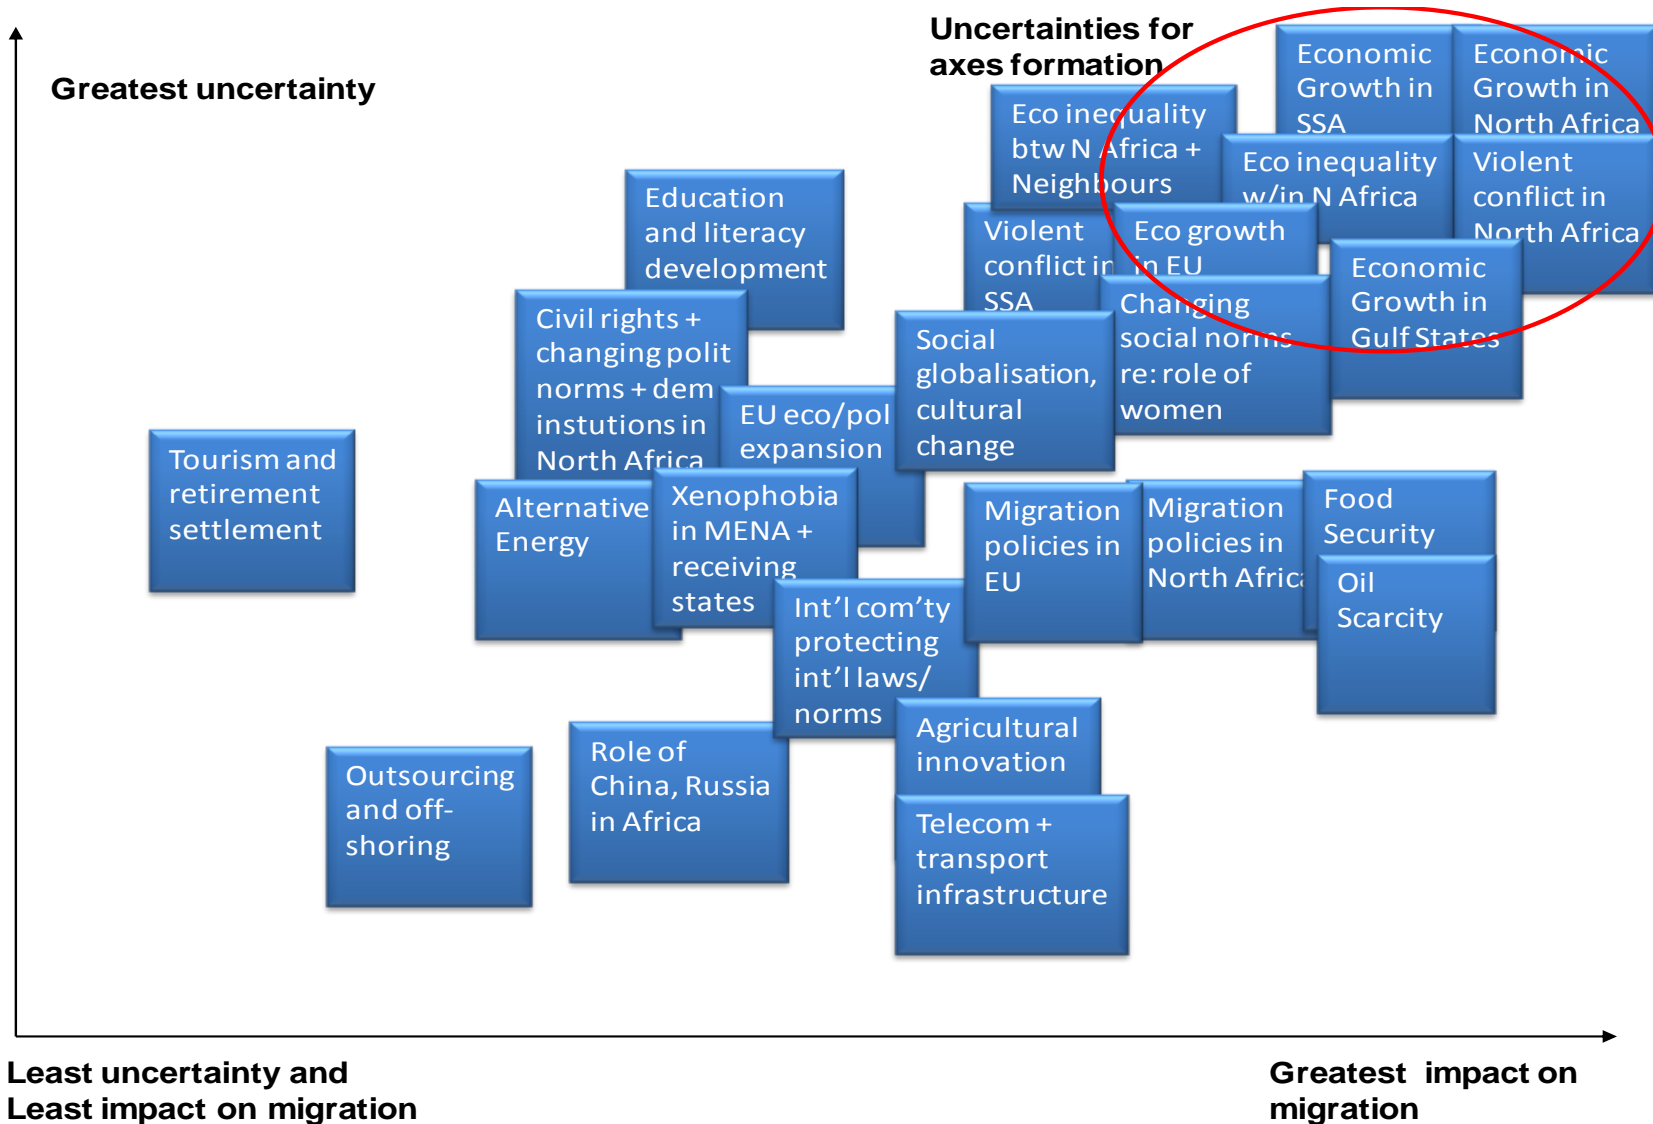 Uncertainties for
axes formation
Greatest uncertainty
Economic
Growth in
SSA
Economic
Growth in
North Africa
Eco inequality
btw N Africa +
Neighbours
Eco inequality
w/in N Africa
Violent
conflict in
North Africa
Education
and literacy
development
Violent
conflict in
SSA
Eco growth
in EU
Economic
Growth in
Gulf States
Civil rights +
changing polit
norms + dem
instutions in
North Africa
Social
globalisation,
cultural
change
Changing
social norms
re: role of
women
EU eco/pol
expansion
Tourism and
retirement
settlement
Alternative
Energy
Xenophobia
in MENA +
receiving
states
Migration
policies in
EU
Migration
policies in
North Africa
Food
Security
Oil
Scarcity
Int'l com'ty
protecting
int'l laws/
norms
Agricultural
innovation
Role of
China, Russia
in Africa
Outsourcing
and off-
shoring
Telecom +
transport
infrastructure
Least uncertainty and
Least impact on migration
Greatest impact on
migration